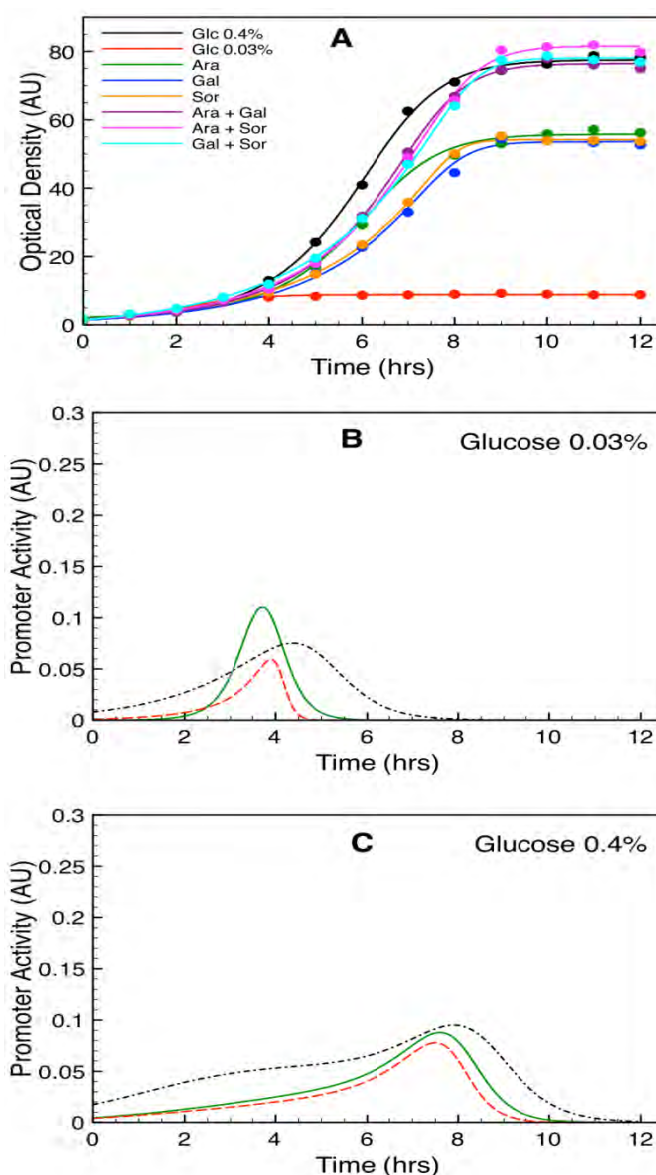 A
Glc 0.4%
Glc 0.03%
Ara
Gal
Sor
Ara + Gal
Ara + Sor
Gal + Sor
Optical Density (AU)
80
60
40
20
0
0 2 4 6 8 10 12
Time (hrs)
B
Glucose 0.03%
Promoter Activity (AU)
0.3
0.25
0.2
0.15
0.1
0.05
0
0 2 4 6 8 10 12
Time (hrs)
C
Glucose 0.4%
Promoter Activity (AU)
0.3
0.25
0.2
0.15
0.1
0.05
0
0 2 4 6 8 10 12
Time (hrs)